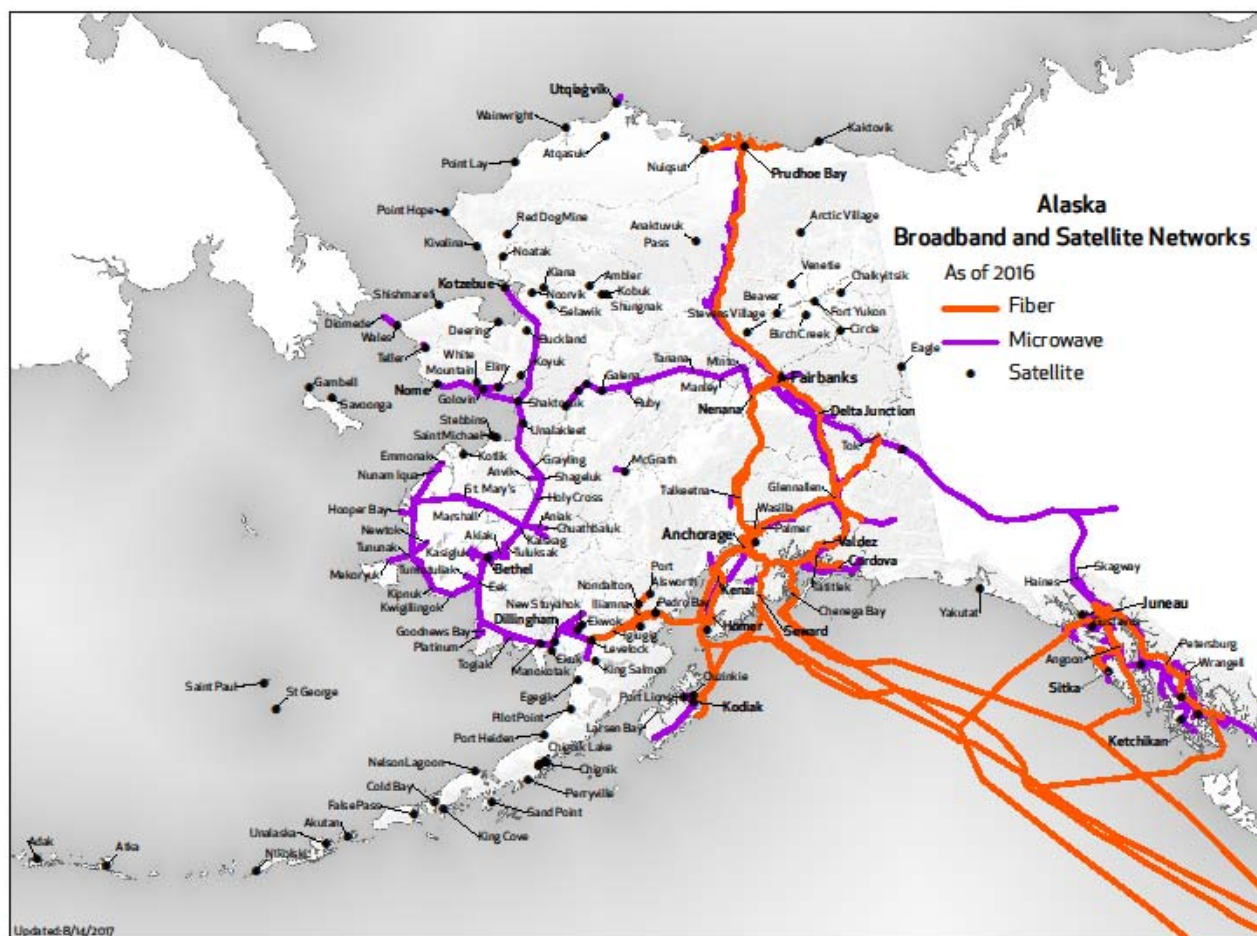 Utqiaġvik
Wainwright
Atqasuk
Kaktovik
Point Lay
Nuiqsut
Prudhoe Bay
Alaska
Broadband and Satellite Networks
As of 2016
Fiber
Microwave
Satellite
Point Hope
Red Dog Mine
Anaktuvuk
Pass
Arctic Village
Kivalina
Noatak
Venetie
Chalkyitsik
Kotzebue
Kiana
Ambler
Noorvik
Kobuk
Shungnak
Selawik
Beaver
Stevens Village
Fort Yukon
Birch Creek
Circle
Shishmaref
Diomede
Wales
Deering
Buckland
Teller
White
Mountain
Elim
Koyuk
Tanana
Minto
Galena
Manley
Ruby
Eagle
Fairbanks
Gambell
Savoonga
Nome
Golovin
Shaktoolik
Nenana
Delta Junction
Stebbins
Saint Michael
Unalakleet
Tok
Emmonak
Kotlik
Grayling
McGrath
Nunam Iqua
Anvik
Shageluk
Glennallen
St. Mary's
Holy Cross
Talkeetna
Wasilla
Hooper Bay
Marshall
Aniak
Chuathbaluk
Palmer
Newtok
Akiak
Kalskag
Anchorage
Valdez
Tununak
Kasigluk
Tuluksak
Mekoryuk
Tuntutuliak
Bethel
Port
Alsworth
Cordova
Tatitlek
Kipnuk
Eek
Nondalton
Kenai
Chenega Bay
Kwigillingok
New Stuyahok
Iliamna
Pedro Bay
Haines
Skagway
Yakutat
Juneau
Goodnews Bay
Dillingham
Ekwok
Igiugig
Homer
Seward
Gustavus
Platinum
Levelock
Petersburg
Togiak
Ekuk
King Salmon
Angoon
Wrangell
Manokotak
Ouzinkie
Sitka
Saint Paul
St George
Egegik
Port Lions
Kodiak
Pilot Point
Larsen Bay
Ketchikan
Port Heiden
Chignik Lake
Nelson Lagoon
Chignik
Cold Bay
Perryville
False Pass
Sand Point
Akutan
King Cove
Unalaska
Adak
Atka
Nikolski
Updated:8/14/2017